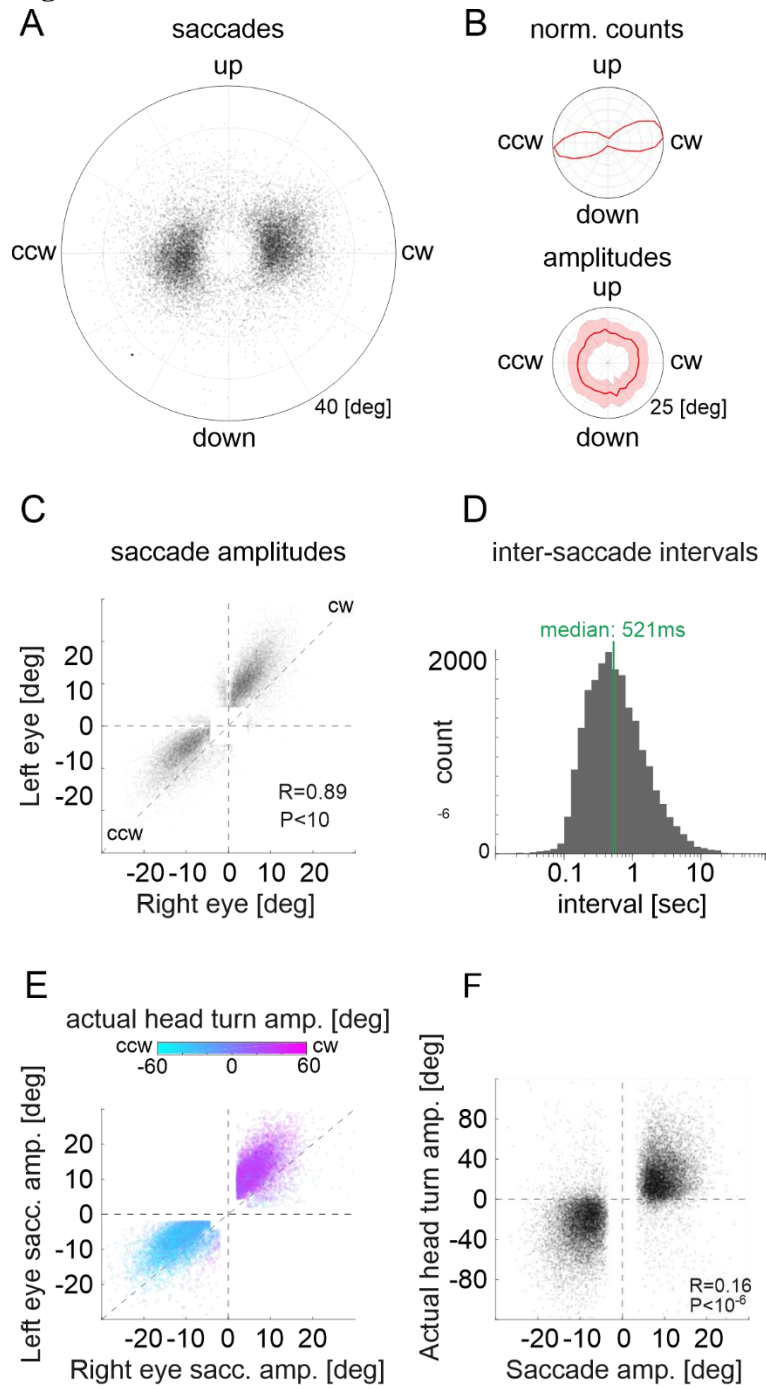 A
saccades
up
ccw
cw
40 [deg]
down
B
norm. counts
up
ccw
cw
down
amplitudes
up
ccw
cw
25 [deg]
down
C
saccade amplitudes
cw
20
10
0
-10
-20
Left eye [deg]
R=0.89
P<10
ccw
-20 -10 0 10 20
Right eye [deg]
D
inter-saccade intervals
median: 521ms
2000
count
-6
0
0.1 1 10
interval [sec]
E
actual head turn amp. [deg]
ccw
cw
-60 0 60
20
10
0
-10
-20
Left eye sacc. amp. [deg]
-20 -10 0 10 20
Right eye sacc. amp. [deg]
F
80
40
0
-40
-80
Actual head turn amp. [deg]
R=0.16
P<10-6
-20 0 20
Saccade amp. [deg]